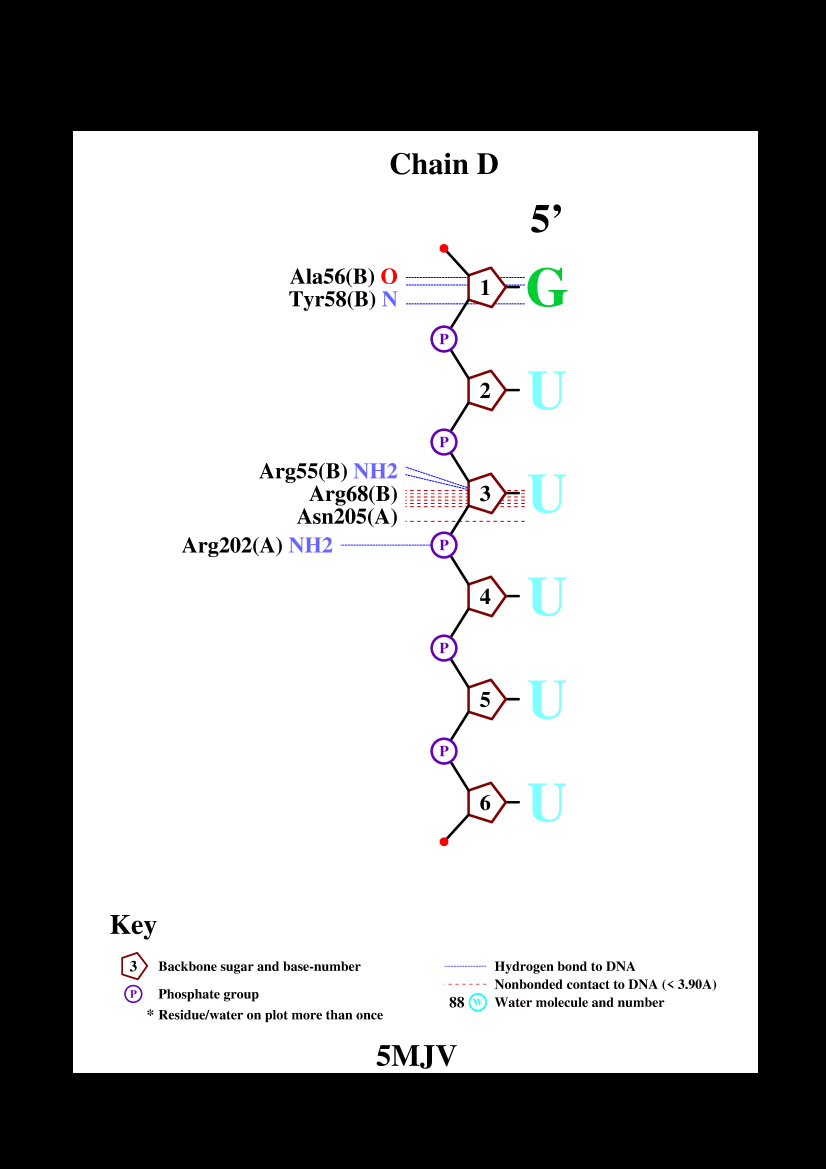 Chain D
5’
Ala56(B) O
1 G
Tyr58(B) N
P
2 U
P
Arg55(B) NH2
Arg68(B)
3 U
Asn205(A)
Arg202(A) NH2 P
4 U
P
5 U
P
6 U
Key
3 Backbone sugar and base-number
P Phosphate group
* Residue/water on plot more than once
Hydrogen bond to DNA
Nonbonded contact to DNA (< 3.90A)
88 W Water molecule and number
5MJV